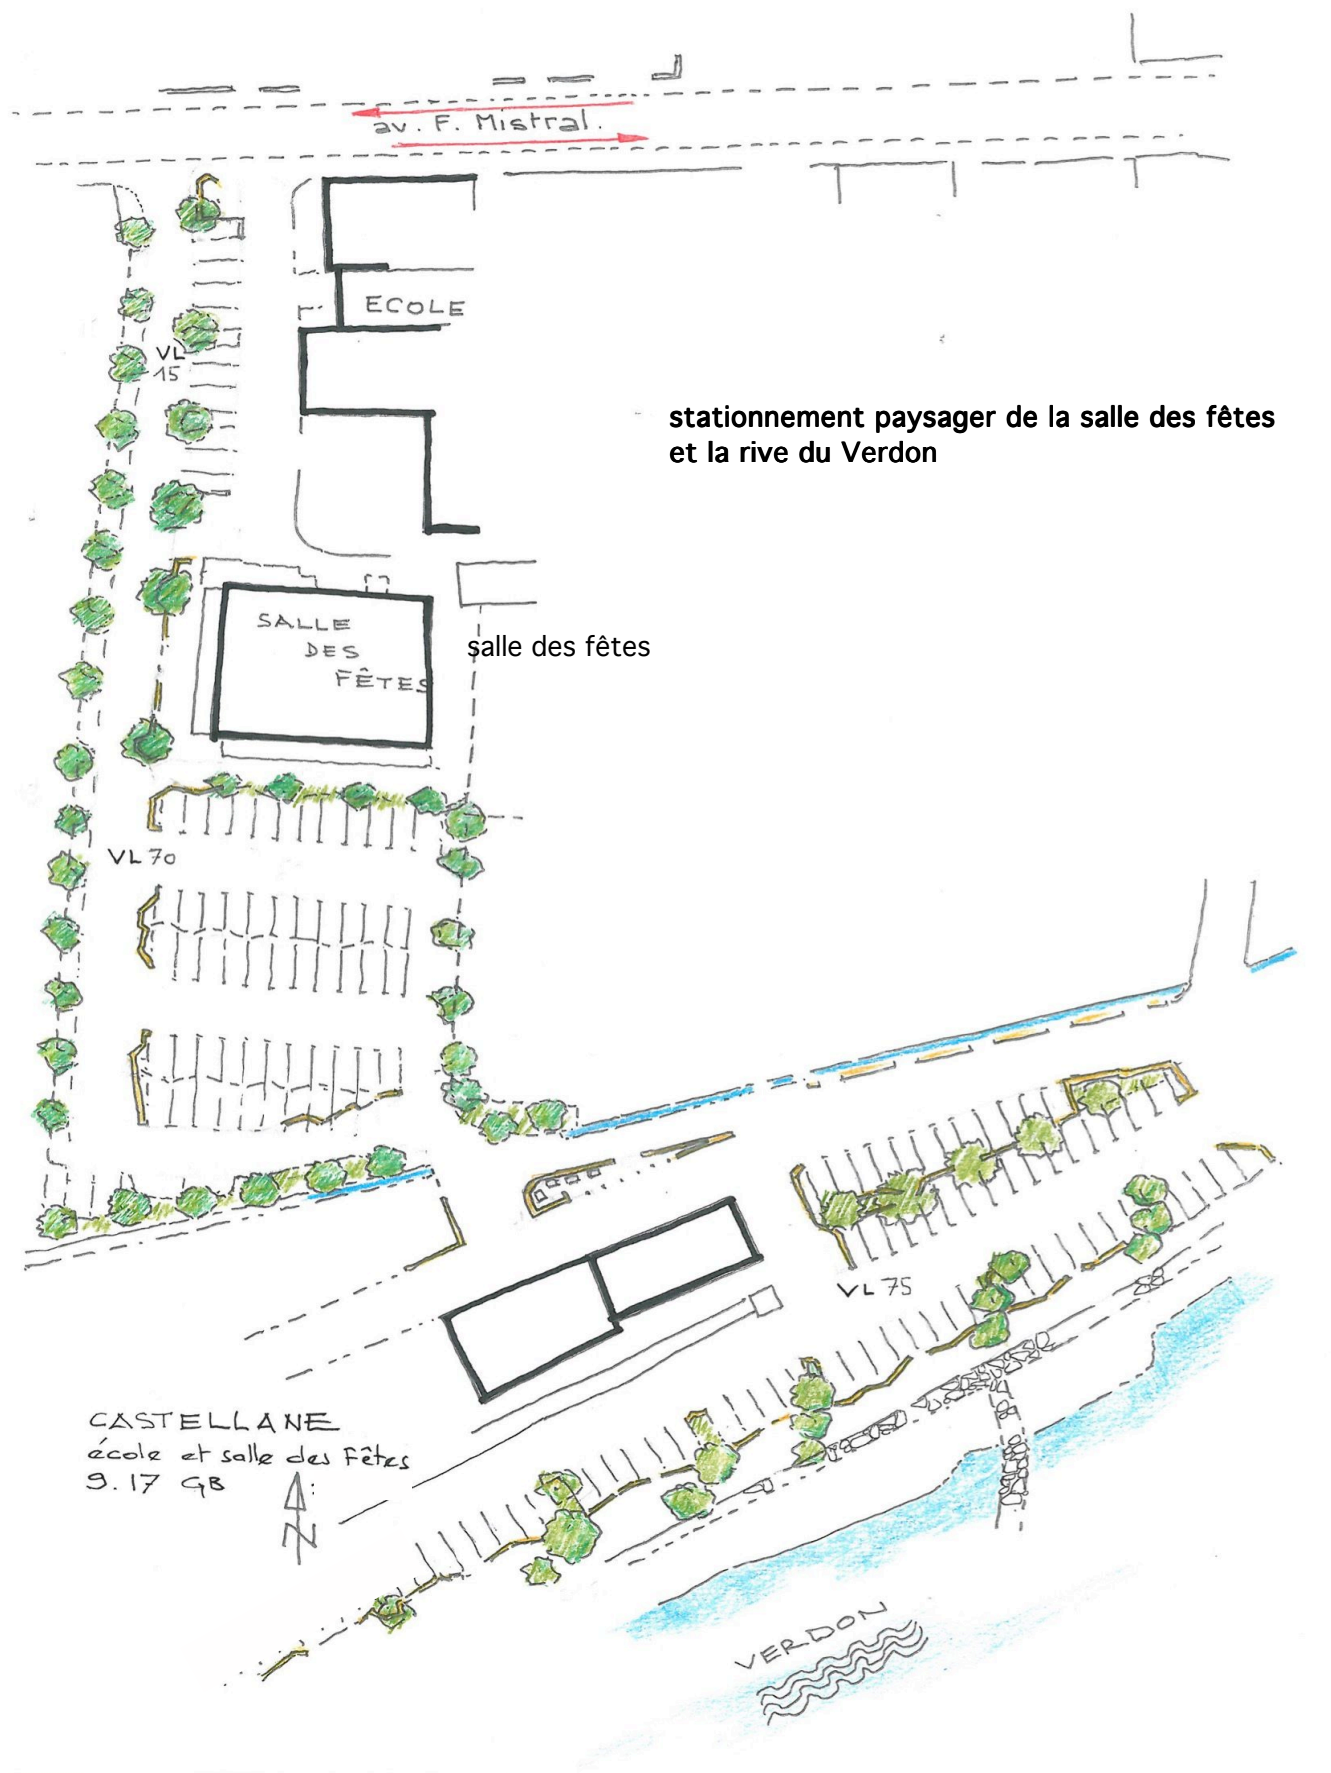 av. F. Mistral.
ECOLE
VL
15
stationnement paysager de la salle des fêtes
et la rive du Verdon
SALLE
DES
FÊTES
salle des fêtes
VL 70
VL 75
CASTELLANE
école et salle des Fêtes
9.17 GB
N
VERDON